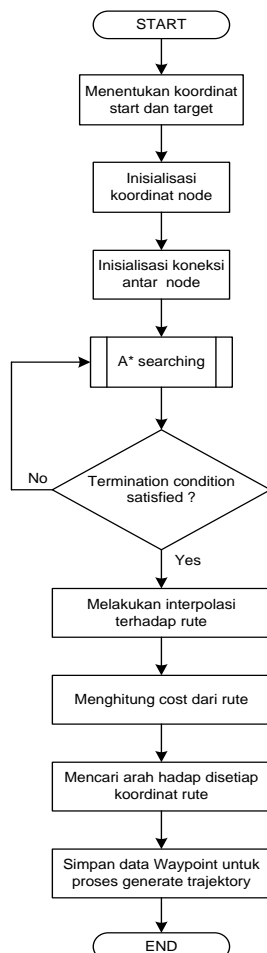 START
Menentukan koordinat
start dan target
Inisialisasi
koordinat node
Inisialisasi koneksi
antar node
A* searching
Termination condition
satisfied ?
No
Yes
Melakukan interpolasi
terhadap rute
Menghitung cost dari rute
Mencari arah hadap disetiap
koordinat rute
Simpan data Waypoint untuk
proses generate trajektory
END